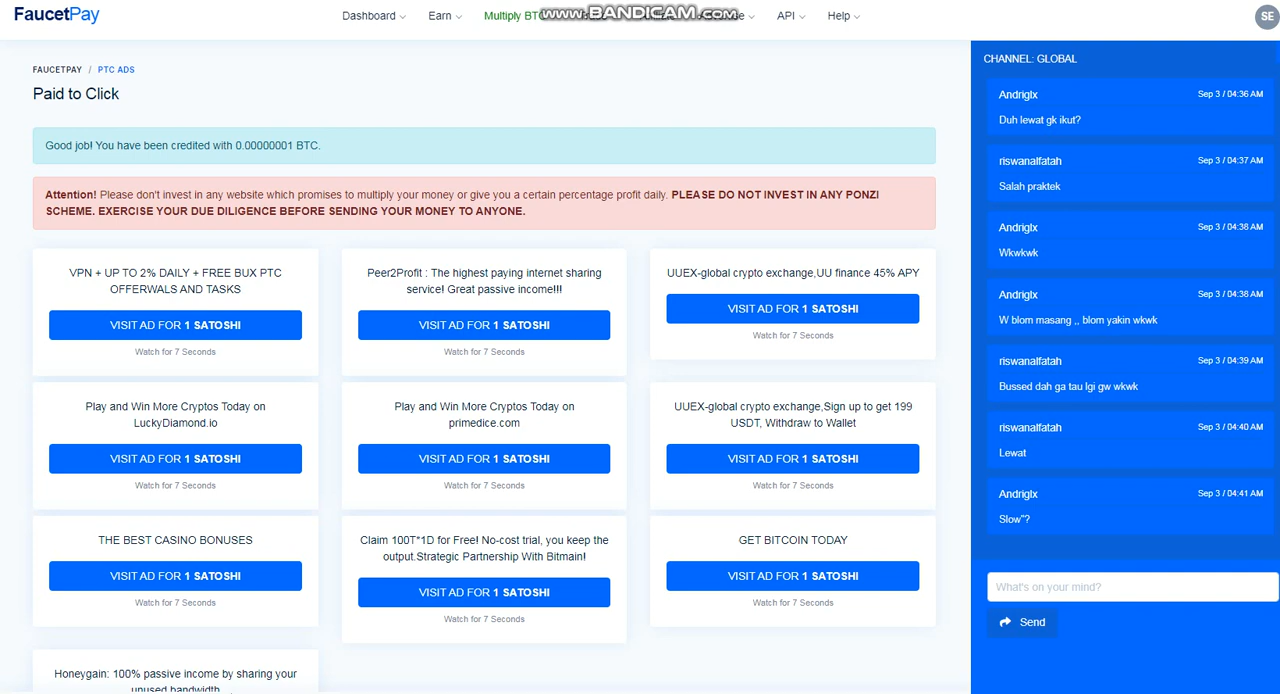 FaucetPay
Dashboard
Earn
Multiply BTC
www.BANDICAM.com
API
Help
SE
FAUCETPAY / PTC ADS
Paid to Click
Good job! You have been credited with 0.00000001 BTC.
Attention! Please don't invest in any website which promises to multiply your money or give you a certain percentage profit daily. PLEASE DO NOT INVEST IN ANY PONZI
SCHEME. EXERCISE YOUR DUE DILIGENCE BEFORE SENDING YOUR MONEY TO ANYONE.
VPN + UP TO 2% DAILY + FREE BUX PTC
OFFERWALLS AND TASKS
VISIT AD FOR 1 SATOSHI
Watch for 7 Seconds
Peer2Profit : The highest paying internet sharing
service! Great passive income!!!
VISIT AD FOR 1 SATOSHI
Watch for 7 Seconds
UUEX-global crypto exchange,UU finance 45% APY
VISIT AD FOR 1 SATOSHI
Watch for 7 Seconds
Play and Win More Cryptos Today on
LuckyDiamond.io
VISIT AD FOR 1 SATOSHI
Watch for 7 Seconds
Play and Win More Cryptos Today on
primedice.com
VISIT AD FOR 1 SATOSHI
Watch for 7 Seconds
UUEX-global crypto exchange,Sign up to get 199
USDT, Withdraw to Wallet
VISIT AD FOR 1 SATOSHI
Watch for 7 Seconds
THE BEST CASINO BONUSES
VISIT AD FOR 1 SATOSHI
Watch for 7 Seconds
Claim 100T*1D for Free! No-cost trial, you keep the
output.Strategic Partnership With Bitmain!
VISIT AD FOR 1 SATOSHI
Watch for 7 Seconds
GET BITCOIN TODAY
VISIT AD FOR 1 SATOSHI
Watch for 7 Seconds
Honeygain: 100% passive income by sharing your
unused bandwidth
CHANNEL: GLOBAL
Andriglx Sep 3 / 04:36 AM
Duh lewat gk ikut?
riswanalfatah Sep 3 / 04:37 AM
Salah praktek
Andriglx Sep 3 / 04:38 AM
Wkwkwk
Andriglx Sep 3 / 04:38 AM
W blom masang ,, blom yakin wkwk
riswanalfatah Sep 3 / 04:39 AM
Bussed dah ga tau lgi gw wkwk
riswanalfatah Sep 3 / 04:40 AM
Lewat
Andriglx Sep 3 / 04:41 AM
Slow"?
What's on your mind?
Send